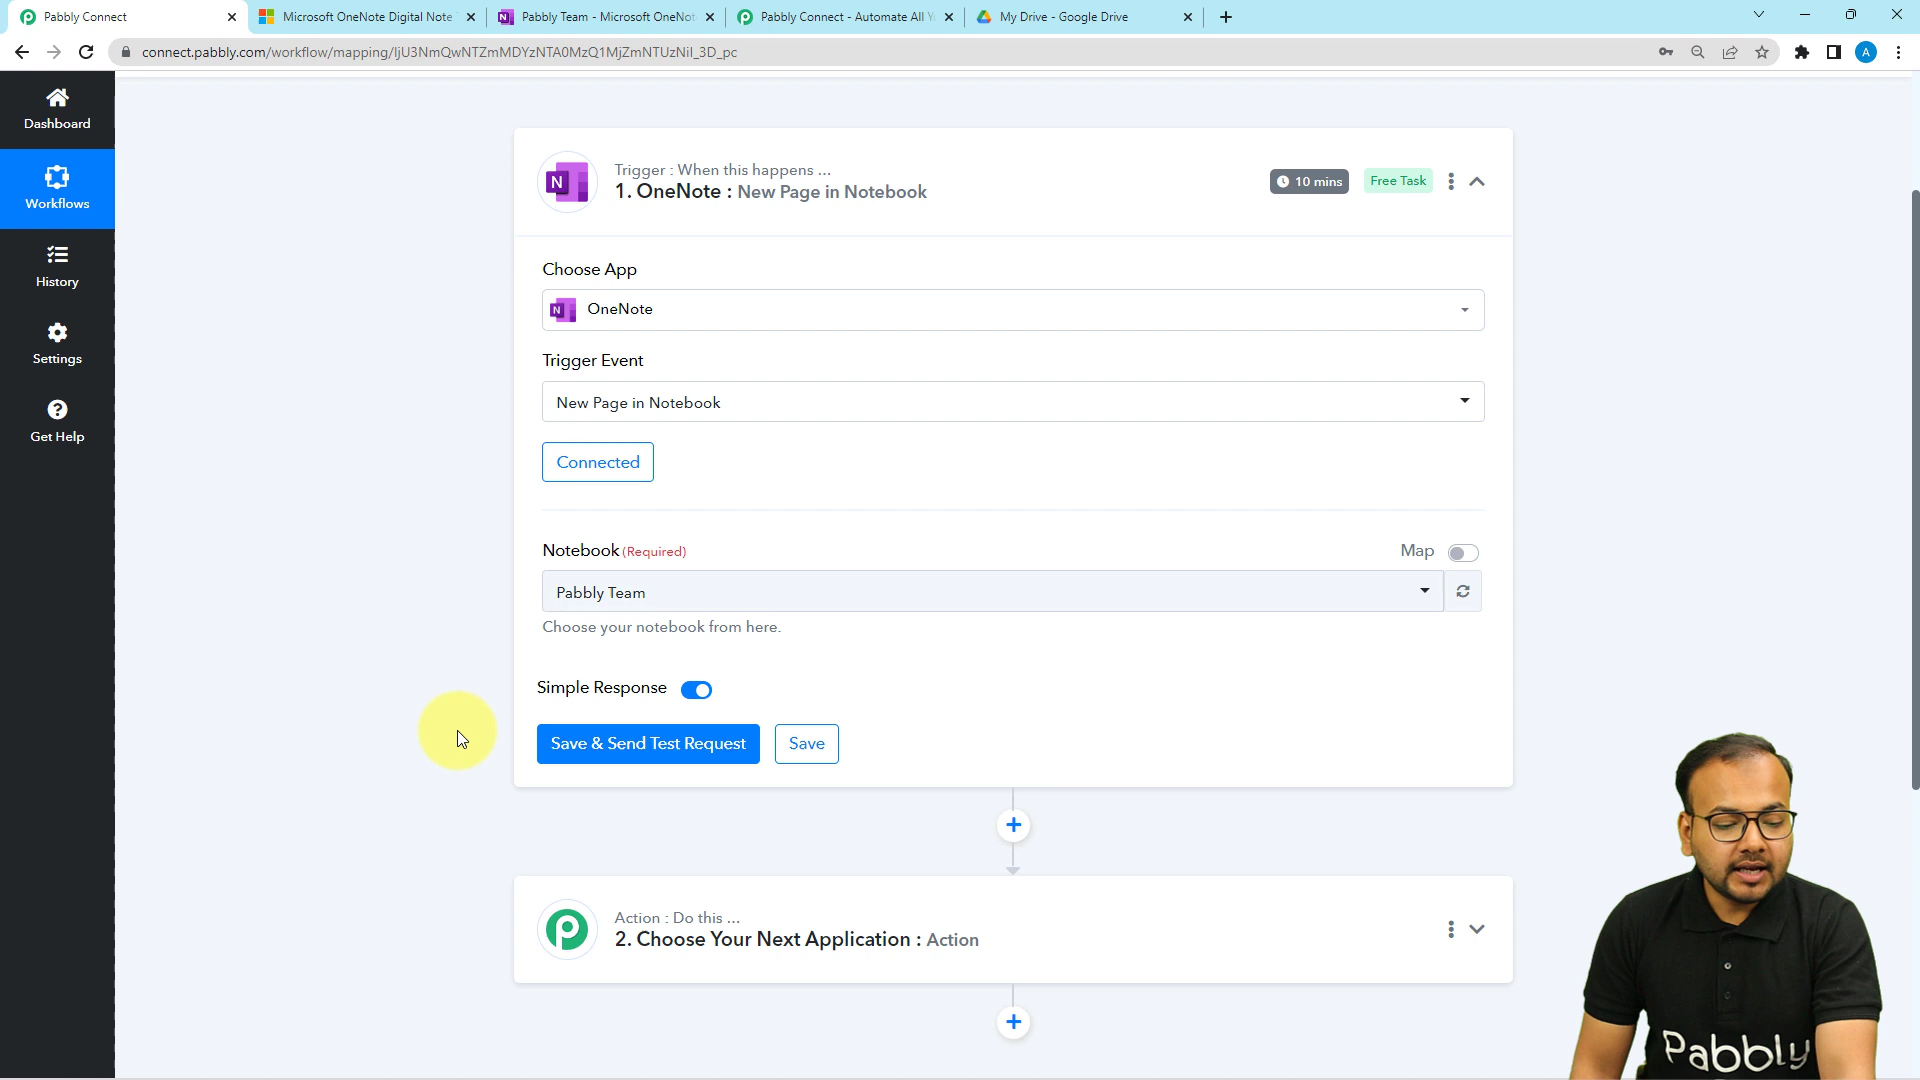 Pabbly Connect
Microsoft OneNote Digital Note
Pabbly Team - Microsoft OneNot
Pabbly Connect - Automate All Y
My Drive - Google Drive
connect.pabbly.com/workflow/mapping/IjU3NmQwNTZmMDYzNTA0MzQ1MjZmNTUzNiI_3D_pc
A
Dashboard
Workflows
History
Settings
Get Help
Trigger : When this happens ...
1. OneNote : New Page in Notebook
10 mins
Free Task
Choose App
OneNote
Trigger Event
New Page in Notebook
Connected
Notebook (Required)
Map
Pabbly Team
Choose your notebook from here.
Simple Response
Save & Send Test Request
Save
Action : Do this ...
2. Choose Your Next Application : Action
Pabbly